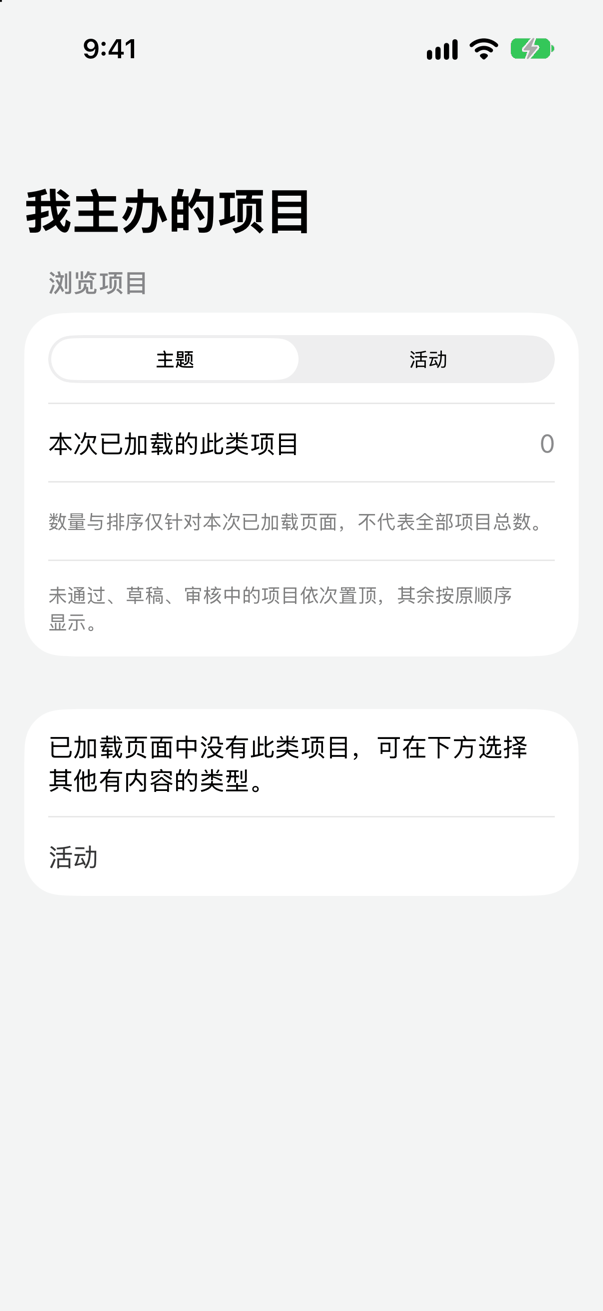 9:41
我主办的项目
浏览项目
主题
活动
本次已加载的此类项目
0
数量与排序仅针对本次已加载页面，不代表全部项目总数。
未通过、草稿、审核中的项目依次置顶，其余按原顺序
显示。
已加载页面中没有此类项目，可在下方选择
其他有内容的类型。
活动